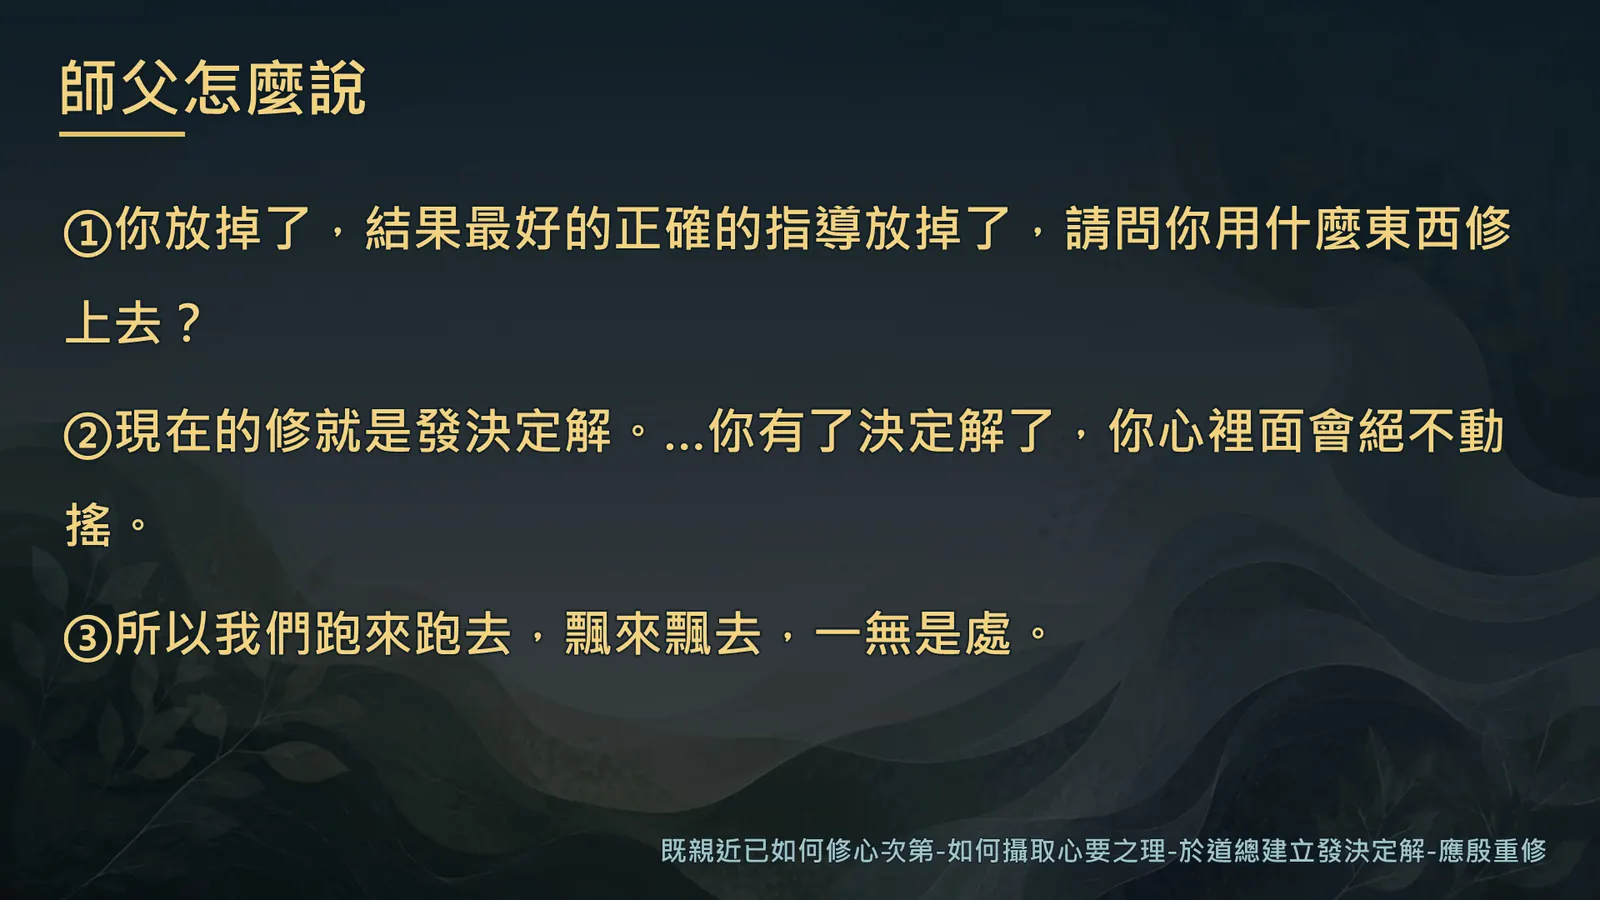 師父怎麼說
①你放掉了，結果最好的正確的指導放掉了，請問你用什麼東西修
上去？
②現在的修就是發決定解。…你有了決定解了，你心裡面會絕不動
搖。
③所以我們跑來跑去，飄來飄去，一無是處。
既親近已如何修心次第-如何攝取心要之理-於道總建立發決定解-應殷重修